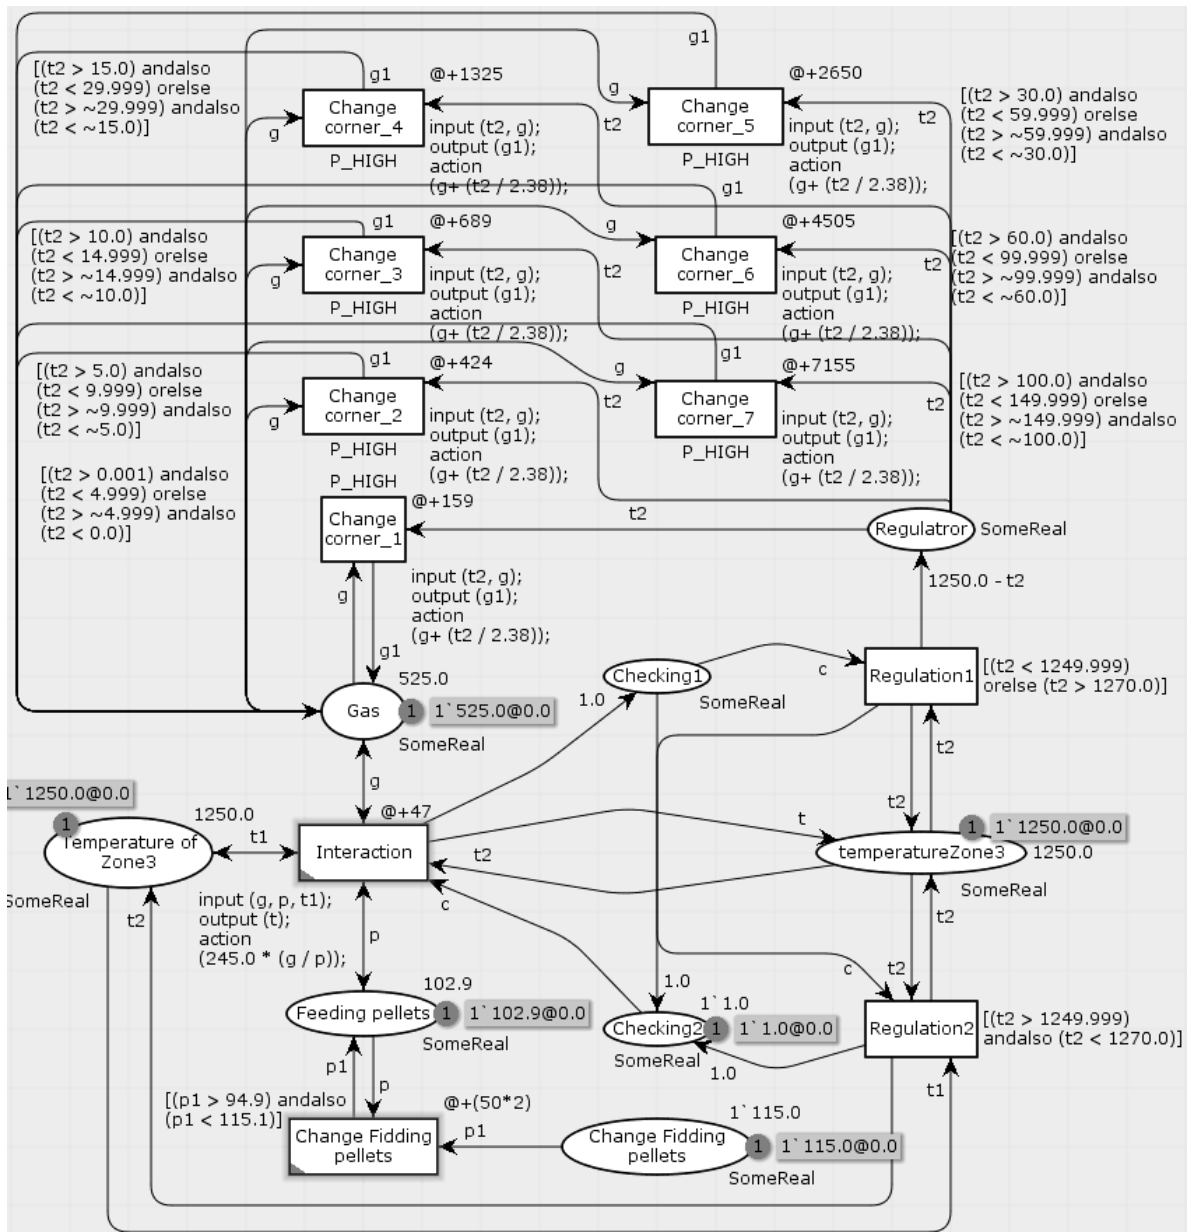 g1
g1
[(t2 > 15.0) andalso
(t2 < 29.999) orelse
(t2 > ~29.999) andalso
(t2 < ~15.0)]
@+1325
Change
corner_4
g
t2
P_HIGH
input (t2, g);
output (g1);
action
(g+ (t2 / 2.38));
@+2650
g
Change
corner_5
t2
P_HIGH
input (t2, g);
output (g1);
action
(g+ (t2 / 2.38));
[(t2 > 30.0) andalso
(t2 < 59.999) orelse
(t2 > ~59.999) andalso
(t2 < ~30.0)]
g1
g1
[(t2 > 10.0) andalso
(t2 < 14.999) orelse
(t2 > ~14.999) andalso
(t2 < ~10.0)]
@+689
Change
corner_3
g
t2
P_HIGH
input (t2, g);
output (g1);
action
(g+ (t2 / 2.38));
@+4505
g
Change
corner_6
t2
P_HIGH
input (t2, g);
output (g1);
action
(g+ (t2 / 2.38));
[(t2 > 60.0) andalso
(t2 < 99.999) orelse
(t2 > ~99.999) andalso
(t2 < ~60.0)]
g1
g1
[(t2 > 5.0) andalso
(t2 < 9.999) orelse
(t2 > ~9.999) andalso
(t2 < ~5.0)]
@+424
Change
corner_2
g
t2
P_HIGH
input (t2, g);
output (g1);
action
(g+ (t2 / 2.38));
@+7155
g
Change
corner_7
t2
P_HIGH
input (t2, g);
output (g1);
action
(g+ (t2 / 2.38));
[(t2 > 100.0) andalso
(t2 < 149.999) orelse
(t2 > ~149.999) andalso
(t2 < ~100.0)]
[(t2 > 0.001) andalso
(t2 < 4.999) orelse
(t2 > ~4.999) andalso
(t2 < 0.0)]
P_HIGH
@+159
Change
corner_1
t2
Regulatror
SomeReal
input (t2, g);
output (g1);
action
(g+ (t2 / 2.38));
g
g1
1250.0 - t2
525.0
Gas
1
1`525.0@0.0
SomeReal
Checking1
SomeReal
1.0
c
Regulation1
[(t2 < 1249.999)
orelse (t2 > 1270.0)]
t2
t2
g
1`1250.0@0.0
1
1250.0
Temperature of
Zone3
SomeReal
t1
@+47
Interaction
t
t2
c
1
1`1250.0@0.0
temperatureZone3
1250.0
SomeReal
t2
input (g, p, t1);
output (t);
action
(245.0 * (g / p));
p
t2
t2
102.9
Feeding pellets
1
1`102.9@0.0
SomeReal
1.0
1`1.0
Checking2
1
1`1.0@0.0
SomeReal
1.0
c
Regulation2
[(t2 > 1249.999)
andalso (t2 < 1270.0)]
t1
p1
p
[(p1 > 94.9) andalso
(p1 < 115.1)]
@+(50*2)
Change Fidding
pellets
p1
1`115.0
Change Fidding
pellets
1
1`115.0@0.0
SomeReal